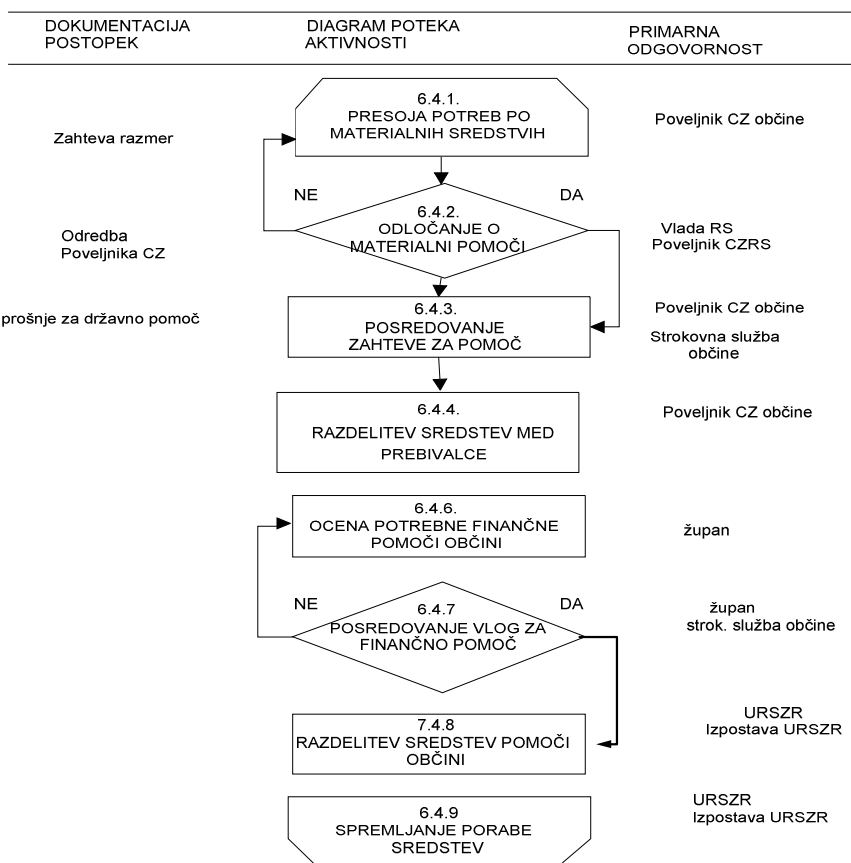 DOKUMENTACIJA
POSTOPEK
DIAGRAM POTEKA
AKTIVNOSTI
PRIMARNA
ODGOVORNOST
6.4.1.
PRESOJA POTREB PO
MATERIALNIH SREDSTVIH
Poveljnik CZ občine
Zahteva razmer
NE
DA
6.4.2.
ODLOČANJE O
MATERIALNI POMOČI
Odredba
Poveljnika CZ
Vlada RS
Poveljnik CZRS
6.4.3.
POSREDOVANJE
ZAHTEVE ZA POMOČ
prošnje za državno pomoč
Poveljnik CZ občine
Strokovna služba
občine
6.4.4.
RAZDELITEV SREDSTEV MED
PREBIVALCE
Poveljnik CZ občine
6.4.6.
OCENA POTREBNE FINANČNE
POMOČI OBČINI
župan
NE
DA
6.4.7
POSREDOVANJE VLOG ZA
FINANČNO POMOČ
župan
strok. služba občine
7.4.8
RAZDELITEV SREDSTEV POMOČI
OBČINI
URSZR
Izpostava URSZR
6.4.9
SPREMLJANJE PORABE
SREDSTEV
URSZR
Izpostava URSZR